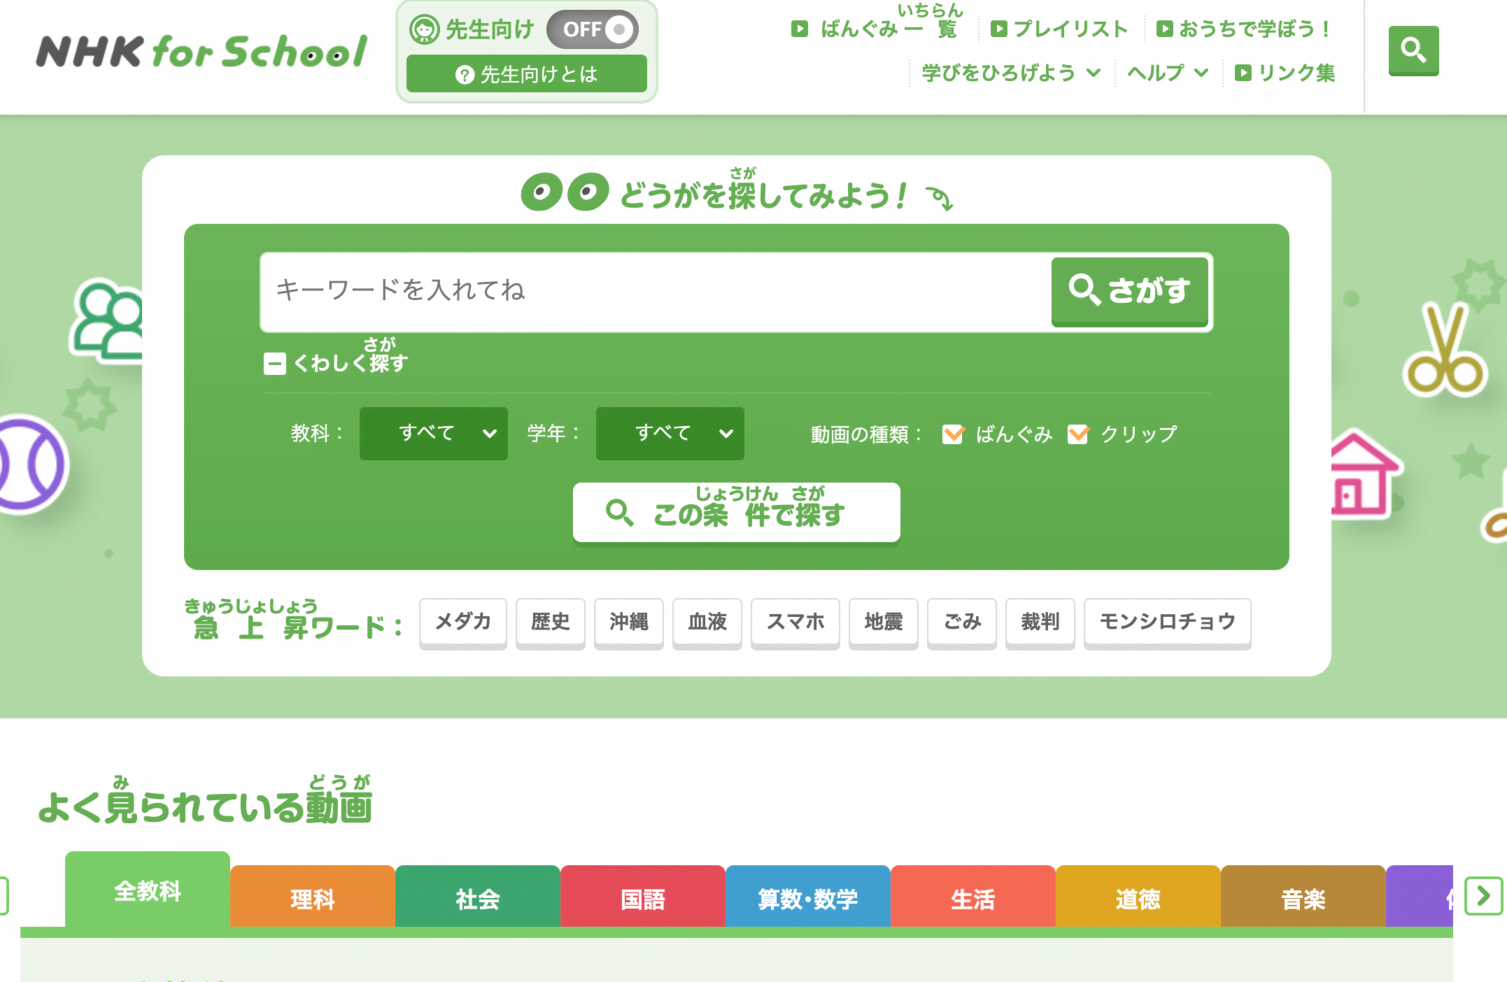 NHK for School
先生向け OFF
先生向けとは
いちらん
ばんぐみ一覧 プレイリスト おうちで学ぼう！
学びをひろげよう ヘルプ リンク集
さが
どうがを探してみよう！
キーワードを入れてね さがす
さが
くわしく探す
教科： すべて 学年： すべて 動画の種類： ばんぐみ クリップ
じょうけん さが
この条件で探す
きゅうじょしょう
急上昇ワード： メダカ 歴史 沖縄 血液 スマホ 地震 ごみ 裁判 モンシロチョウ
み どうが
よく見られている動画
全教科 理科 社会 国語 算数・数学 生活 道徳 音楽